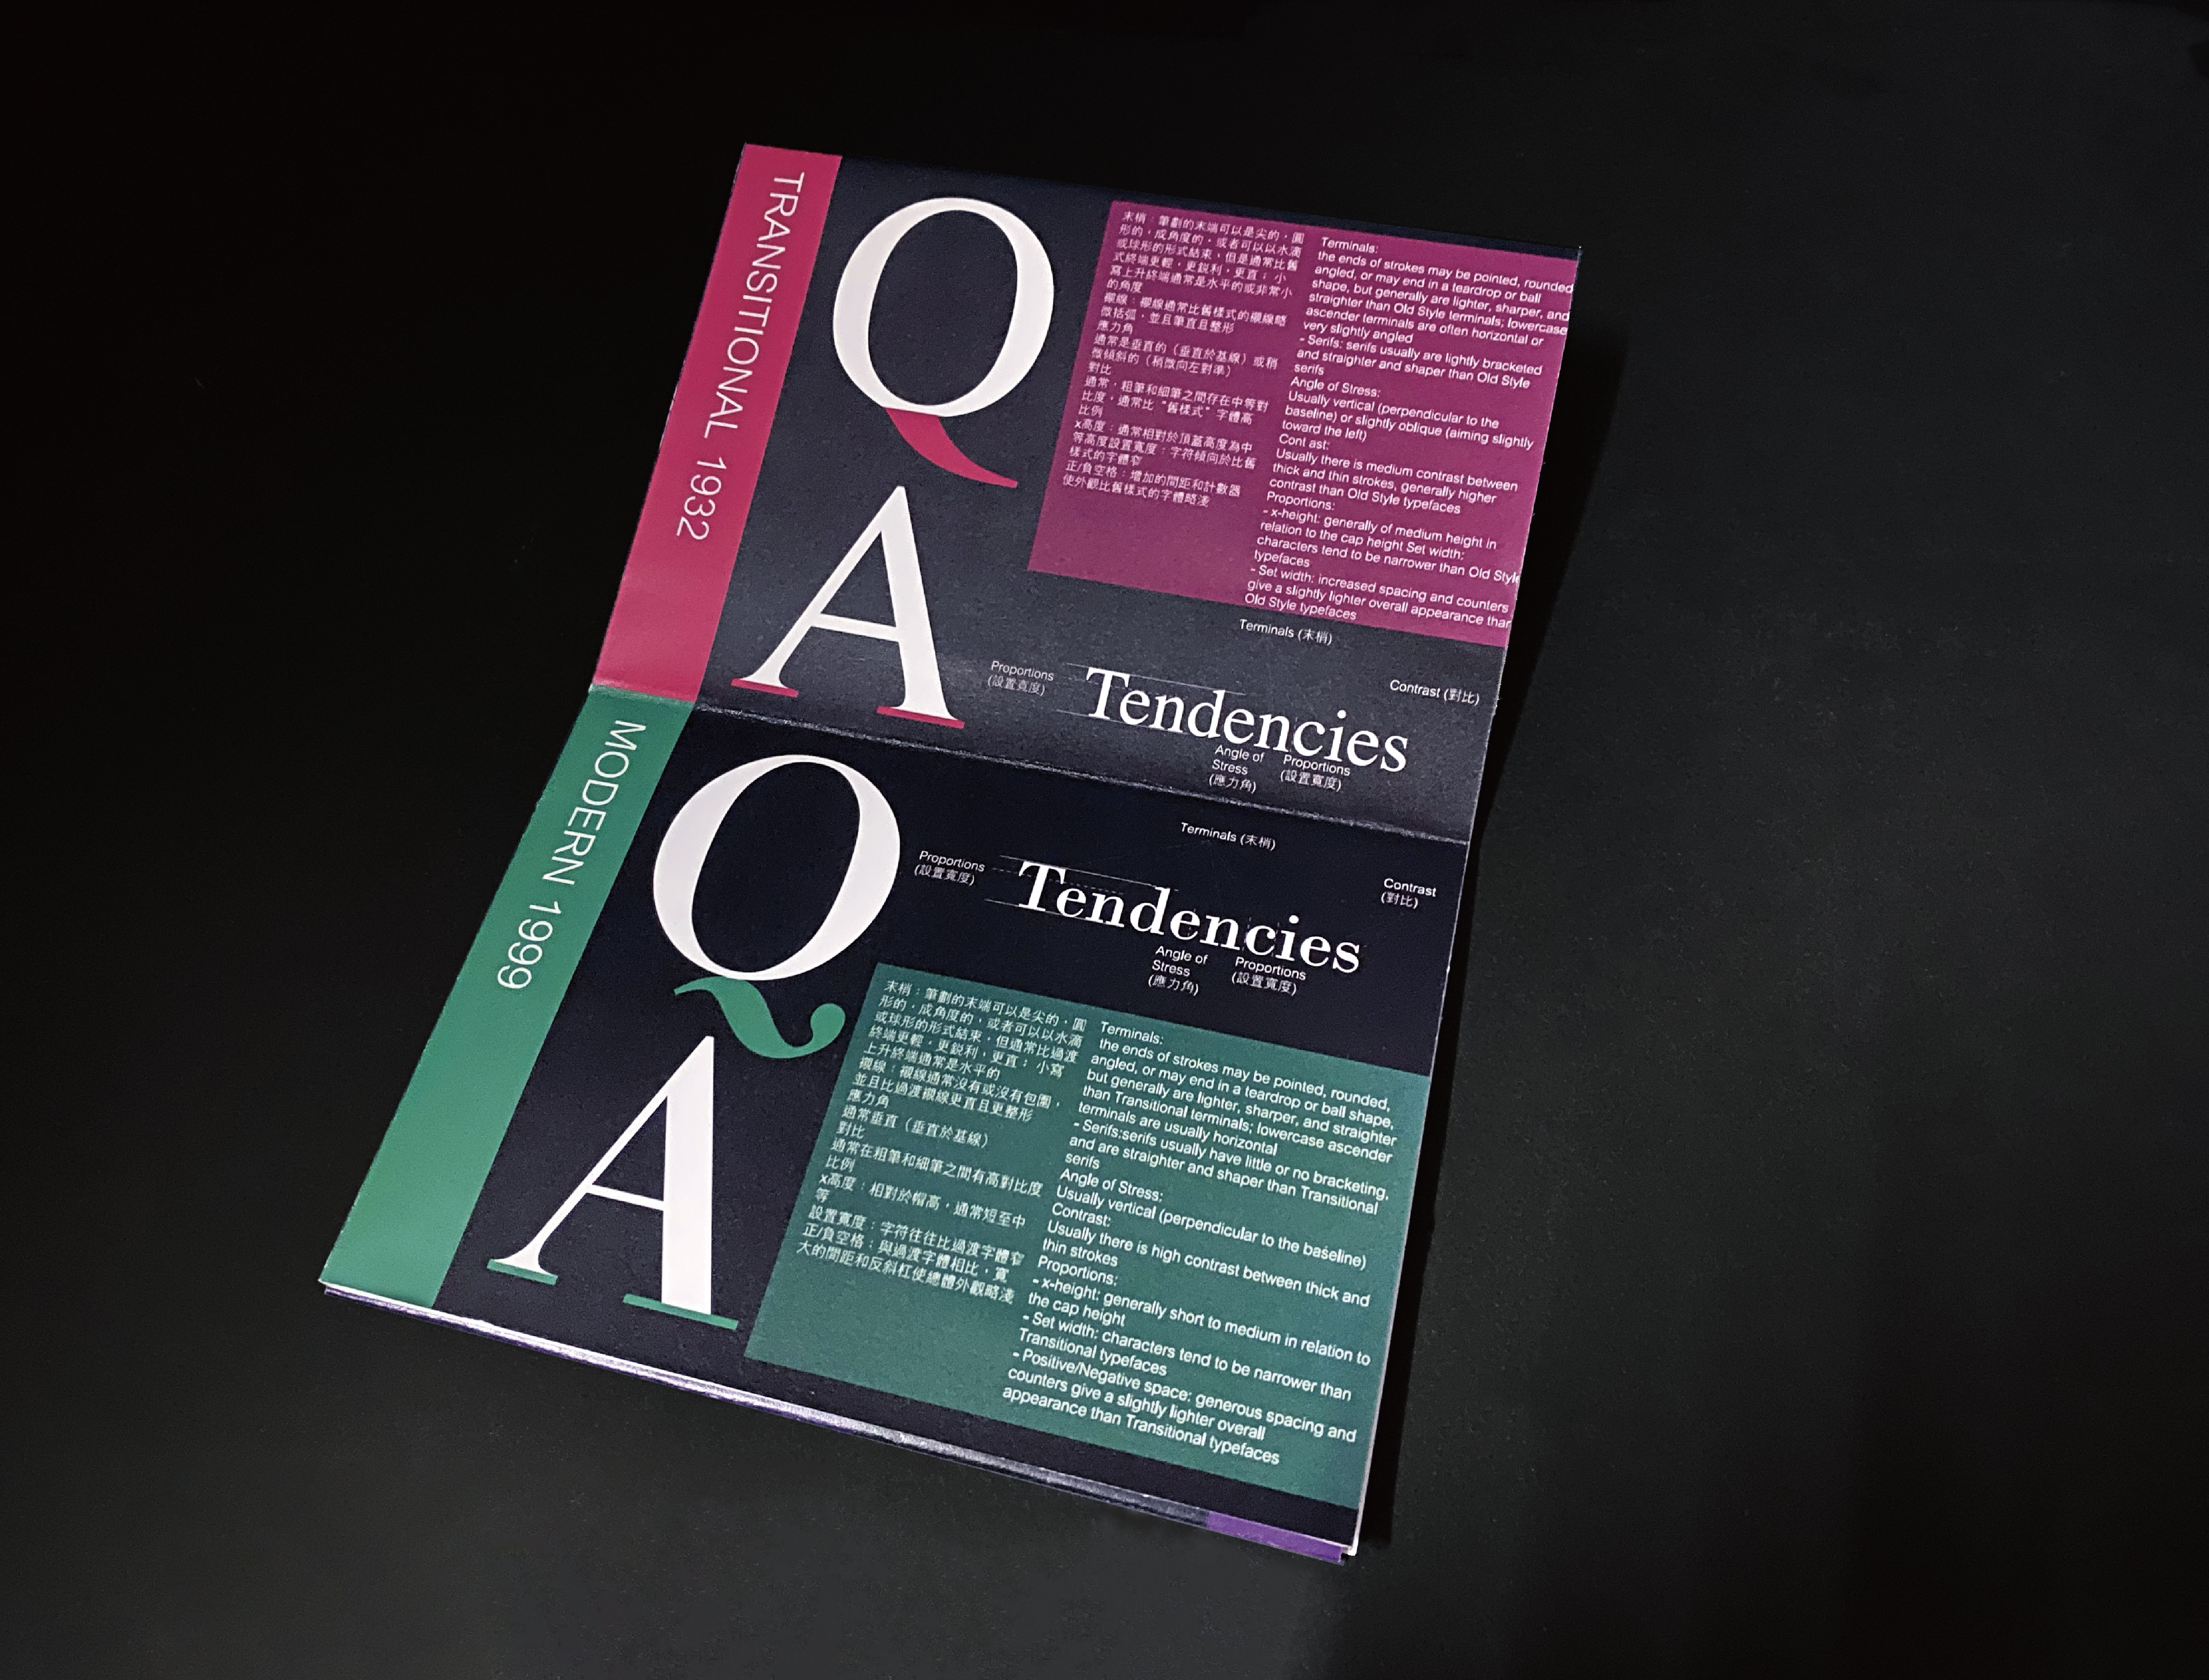 TRANSITIONAL 1932
Q
A
末梢：筆劃的末端可以是尖的，圓
形的，成角度的，或者可以以水滴
或球形的形式結束，但是通常比舊
式終端更輕，更銳利，更直； 小
寫上升終端通常是水平的或非常小
的角度
襯線：襯線通常比舊樣式的襯線略
微括弧，並且筆直且整形
應力角
通常是垂直的（垂直於基線）或稍
微傾斜的（稍微向左對準）
對比
通常，粗筆和細筆之間存在中等對
比度，通常比“舊樣式”字體高
比例
x高度：通常相對於頂蓋高度為中
等高度設置寬度：字符傾向於比舊
樣式的字體窄
正/負空格：增加的間距和計數器
使外觀比舊樣式的字體略淺
Terminals:
the ends of strokes may be pointed, rounded
angled, or may end in a teardrop or ball
shape, but generally are lighter, sharper, and
straighter than Old Style terminals; lowercase
ascender terminals are often horizontal or
very slightly angled
- Serifs: serifs usually are lightly bracketed
and straighter and shaper than Old Style
serifs
Angle of Stress:
Usually vertical (perpendicular to the
baseline) or slightly oblique (aiming slightly
toward the left)
Cont ast:
Usually there is medium contrast between
thick and thin strokes, generally higher
contrast than Old Style typefaces
Proportions:
- x-height: generally of medium height in
relation to the cap height Set width:
characters tend to be narrower than Old Style
typefaces
- Set width: increased spacing and counters
give a slightly lighter overall appearance than
Old Style typefaces
Terminals (末梢)
Proportions
(設置寬度)
Tendencies
Contrast (對比)
Angle of
Stress
(應力角)
Proportions
(設置寬度)
MODERN 1999
Q
A
Terminals (末梢)
Proportions
(設置寬度)
Tendencies
Contrast
(對比)
Angle of
Stress
(應力角)
Proportions
(設置寬度)
末梢：筆劃的末端可以是尖的，圓
形的，成角度的，或者可以以水滴
或球形的形式結束，但通常比過渡
終端更輕，更銳利，更直； 小寫
上升終端通常是水平的
襯線：襯線通常沒有或沒有包圍，
並且比過渡襯線更直且更整形
應力角
通常垂直（垂直於基線）
對比
通常在粗筆和細筆之間有高對比度
比例
x高度：相對於帽高，通常短至中
等
設置寬度：字符往往比過渡字體窄
正/負空格：與過渡字體相比，寬
大的間距和反斜杠使總體外觀略淺
Terminals:
the ends of strokes may be pointed, rounded,
angled, or may end in a teardrop or ball shape,
but generally are lighter, sharper, and straighter
than Transitional terminals; lowercase ascender
terminals are usually horizontal
- Serifs:serifs usually have little or no bracketing,
and are straighter and shaper than Transitional
serifs
Angle of Stress:
Usually vertical (perpendicular to the baseline)
Contrast:
Usually there is high contrast between thick and
thin strokes
Proportions:
- x-height: generally short to medium in relation to
the cap height
- Set width: characters tend to be narrower than
Transitional typefaces
- Positive/Negative space: generous spacing and
counters give a slightly lighter overall
appearance than Transitional typefaces